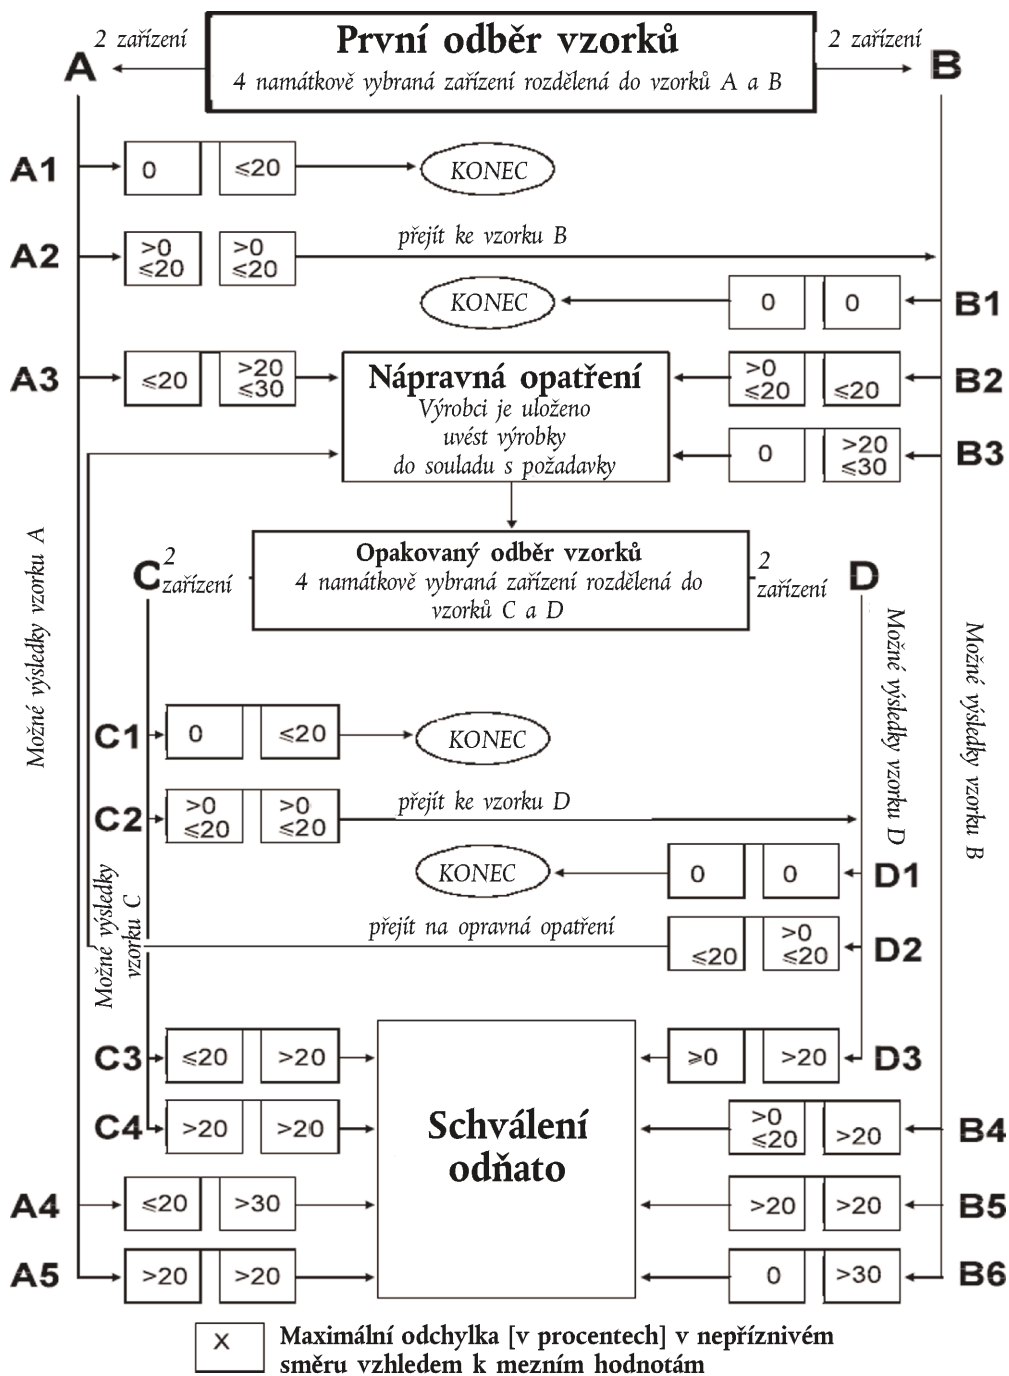 2 zařízení
První odběr vzorků
2 zařízení
A
4 namátkově vybraná zařízení rozdělená do vzorků A a B
B
A1
0
≤20
KONEC
A2
>0
≤20
>0
≤20
přejít ke vzorku B
KONEC
0
0
B1
A3
≤20
>20
≤30
Nápravná opatření
Výrobci je uloženo
uvést výrobky
do souladu s požadavky
>0
≤20
≤20
B2
0
>20
≤30
B3
Možné výsledky vzorku A
C
2
zařízení
Opakovaný odběr vzorků
4 namátkově vybraná zařízení rozdělená do
vzorků C a D
2
zařízení
D
Možné výsledky vzorku D
Možné výsledky vzorku B
C1
0
≤20
KONEC
C2
>0
≤20
>0
≤20
přejít ke vzorku D
Možné výsledky
vzorku C
KONEC
0
0
D1
přejít na opravná opatření
≤20
>0
≤20
D2
C3
≤20
>20
Schválení
odňato
≥0
>20
D3
C4
>20
>20
>0
≤20
>20
B4
A4
≤20
>30
>20
>20
B5
A5
>20
>20
0
>30
B6
X
Maximální odchylka [v procentech] v nepříznivém
směru vzhledem k mezním hodnotám